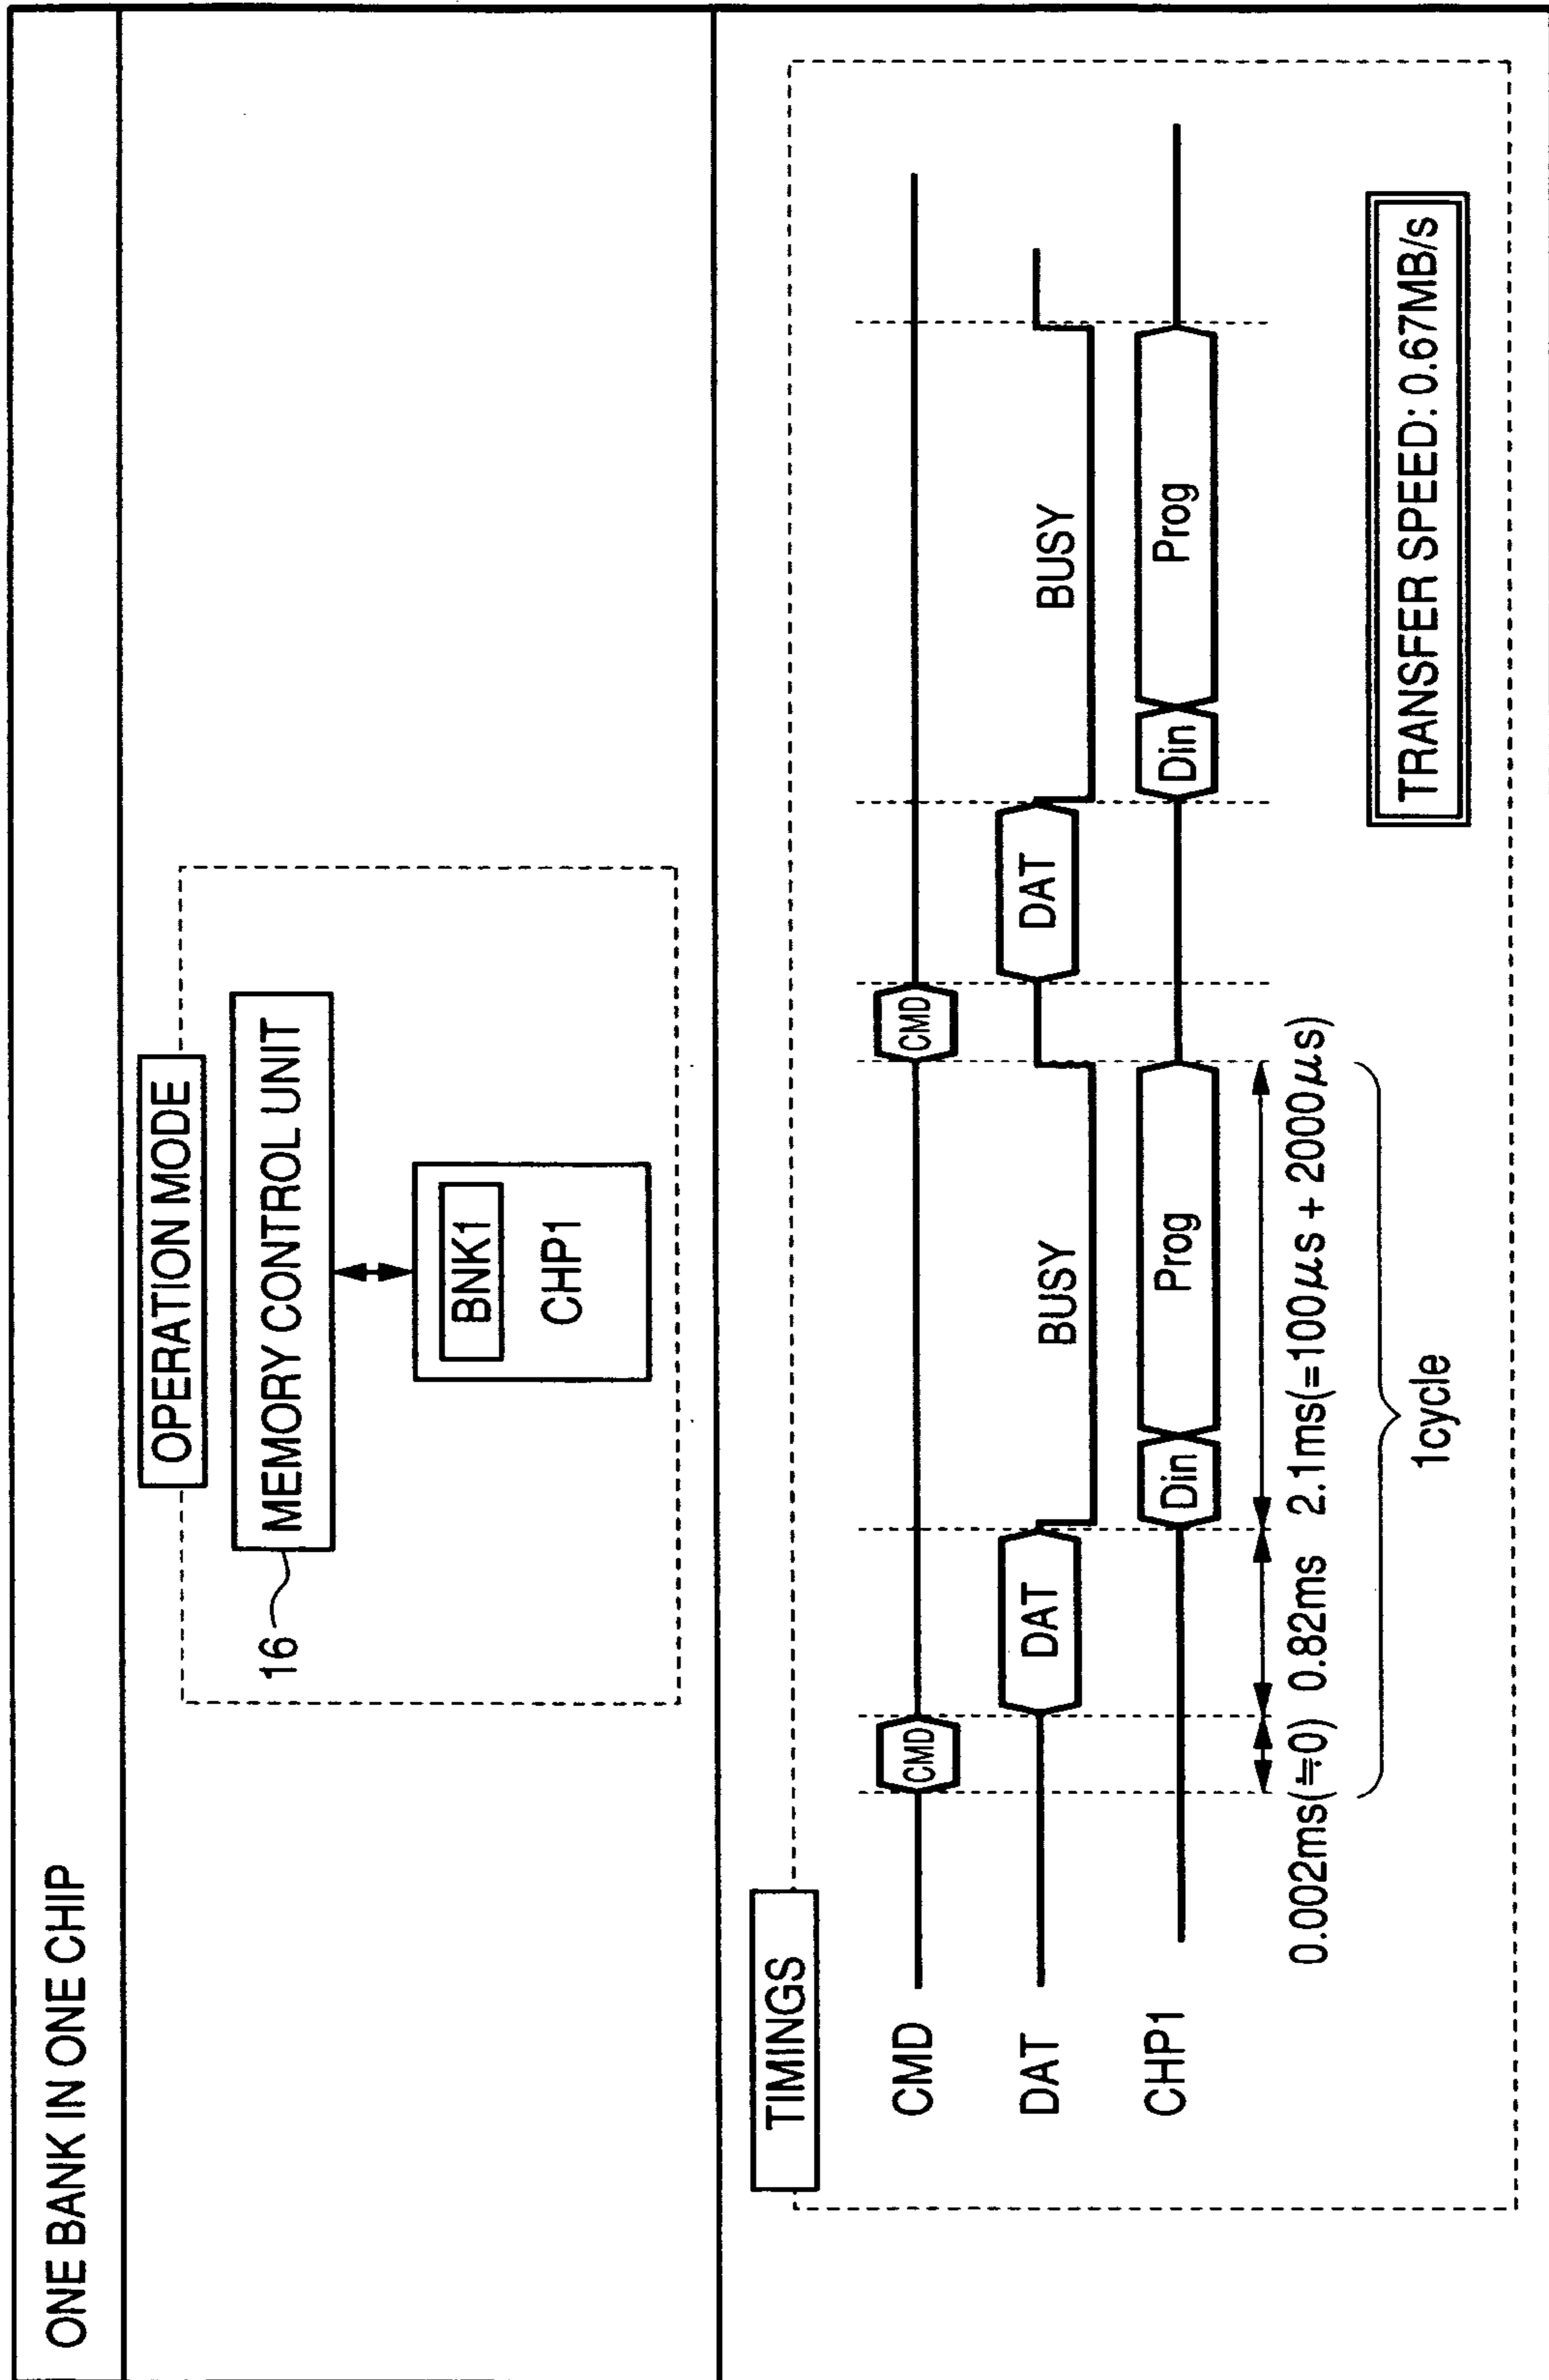 ONE BANK IN ONE CHIP
OPERATION MODE
16
MEMORY CONTROL UNIT
BNK1
CHP1
TIMINGS
CMD
CMD
CMD
DAT
DAT
BUSY
DAT
BUSY
CHP1
Din
Prog
Din
Prog
0.002ms(≒0) 0.82ms 2.1ms(=100μs + 2000μs)
1cycle
TRANSFER SPEED: 0.67MB/s